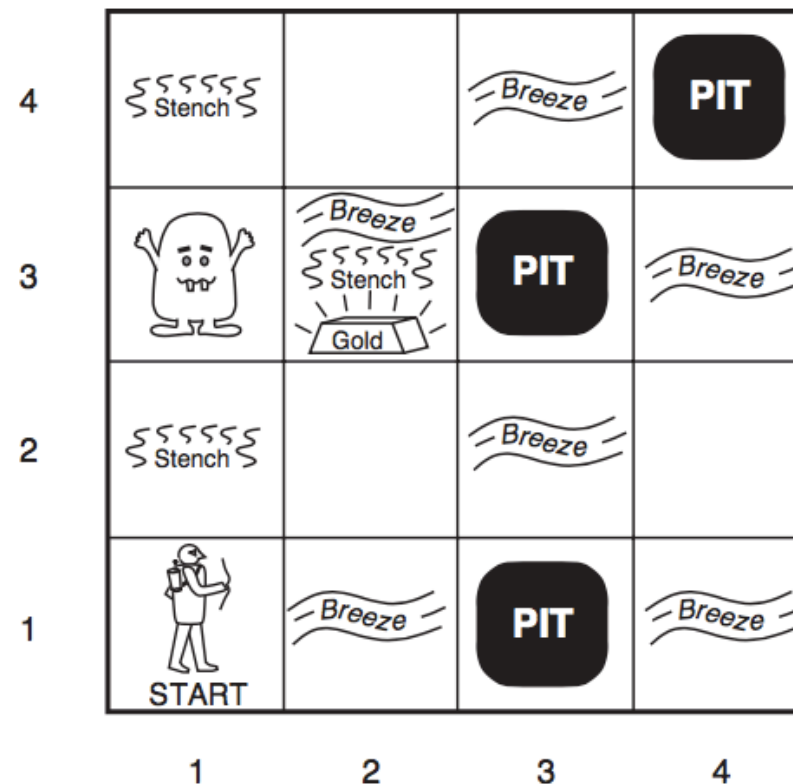 4
Stench
Breeze
PIT
3
Breeze
Stench
Gold
PIT
Breeze
2
Stench
Breeze
1
START
Breeze
PIT
Breeze
1 2 3 4